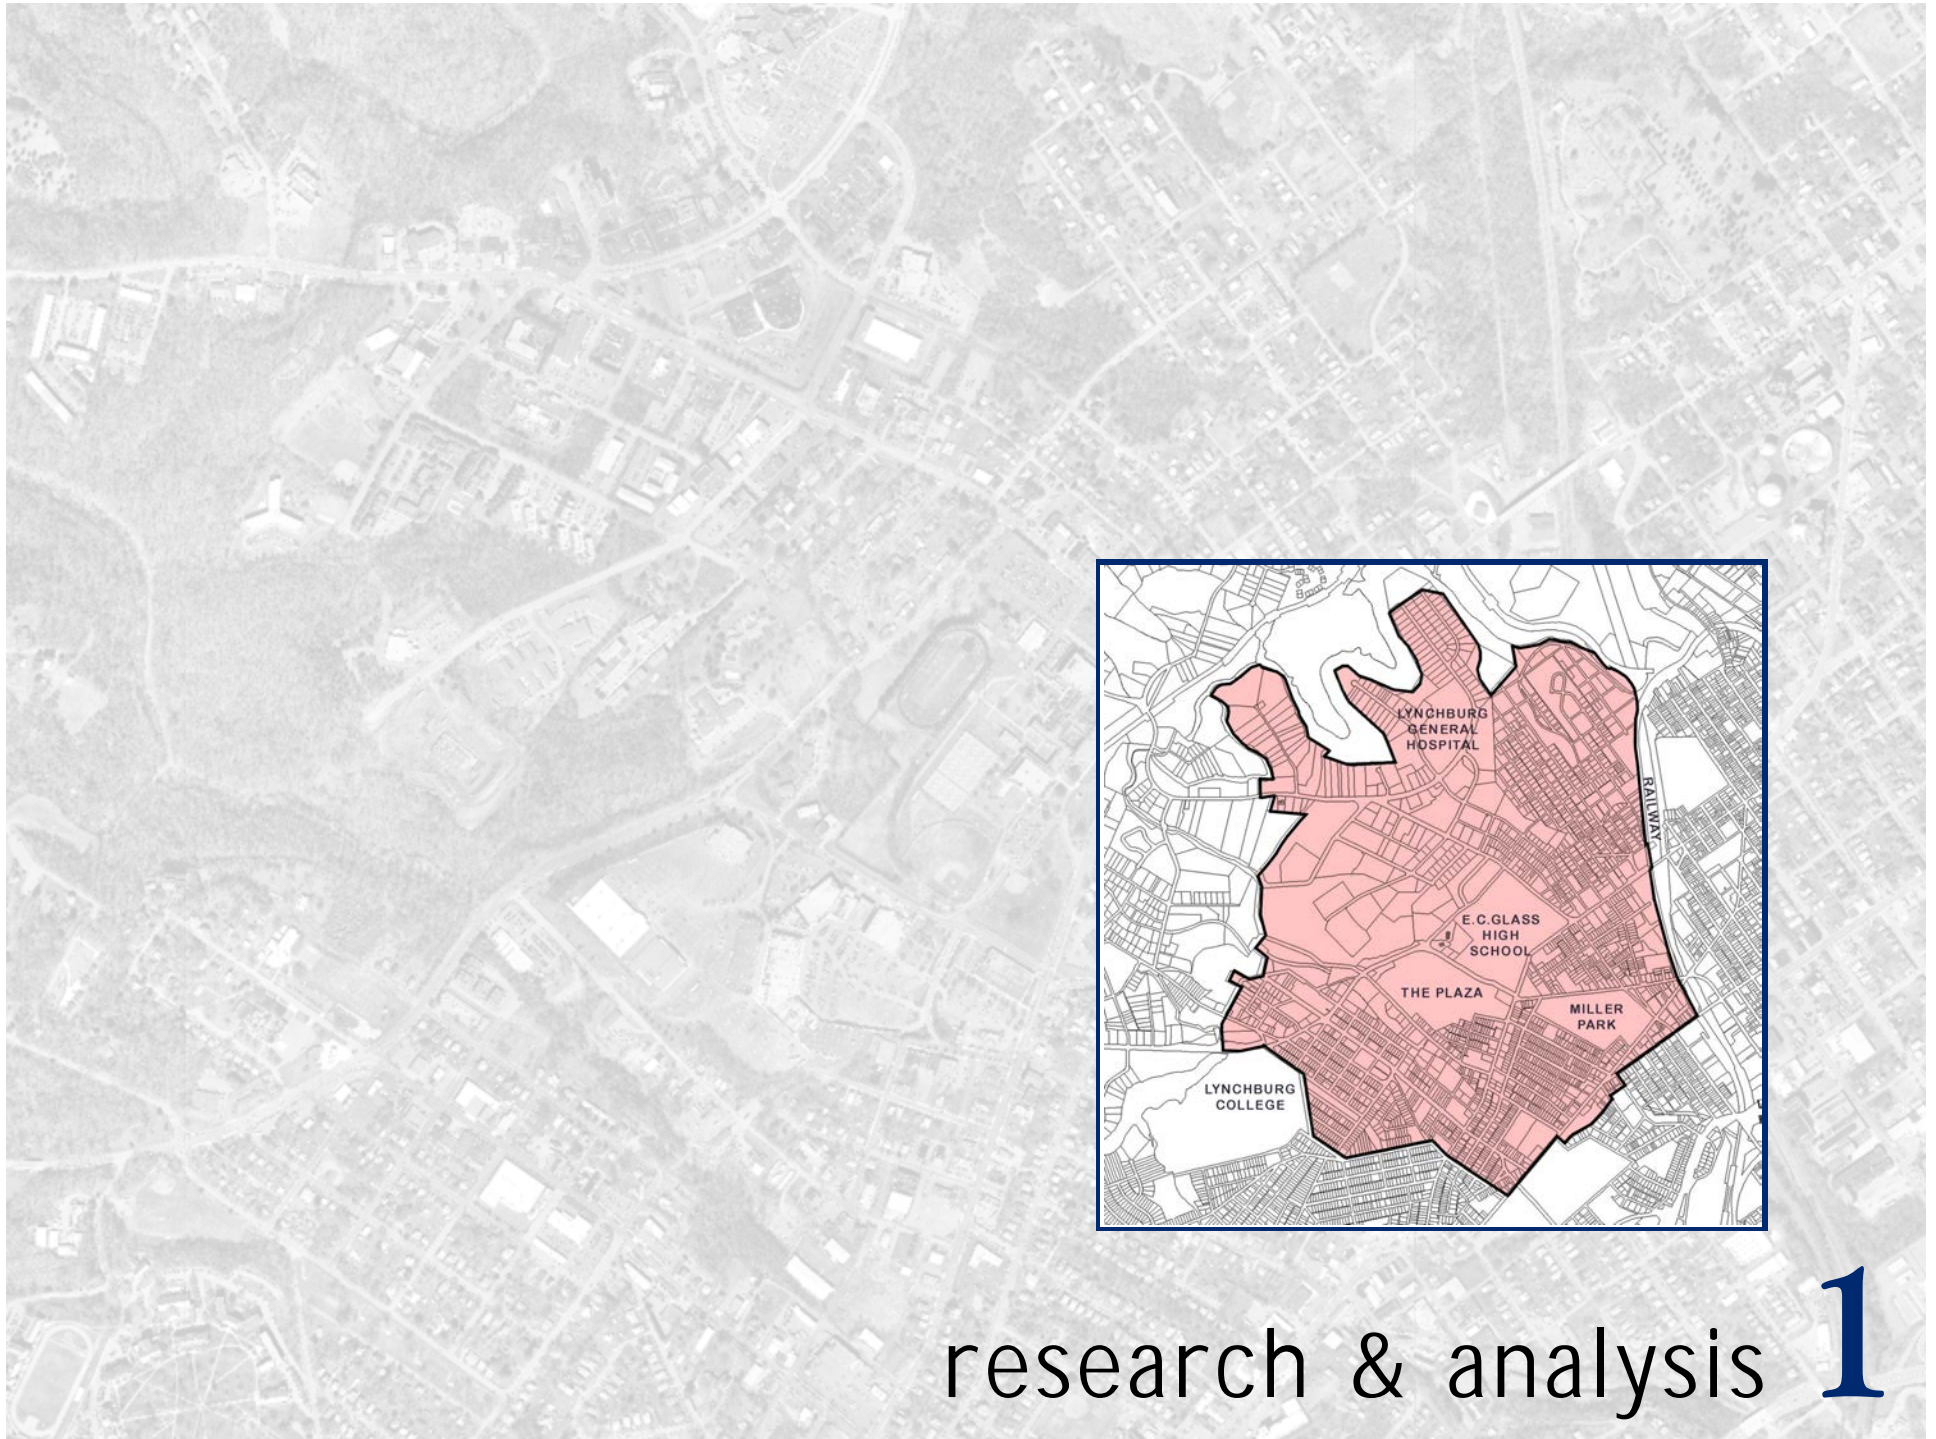 LYNCHBURG
GENERAL
HOSPITAL
RAILWAY
E.C.GLASS
HIGH
SCHOOL
THE PLAZA
MILLER
PARK
LYNCHBURG
COLLEGE
research & analysis 1